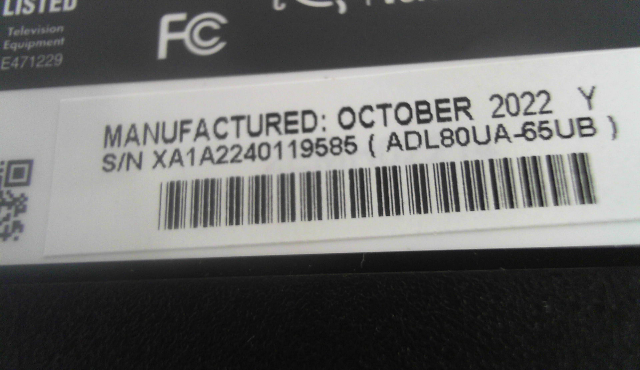 LISTED
Television
Equipment
E471229
FC
MANUFACTURED: OCTOBER 2022 Y
S/N XA1A2240119585 ( ADL80UA-65UB )